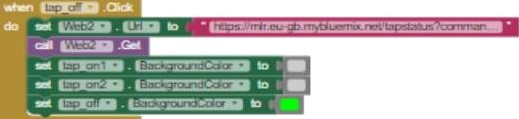 when tap_off .Click
do set Web2 . Url to " https://mlr.eu-gb.mybluemix.net/tapstatus?comman...
call Web2 .Get
set tap_on1 . BackgroundColor to
set tap_on2 . BackgroundColor to
set tap_off . BackgroundColor to